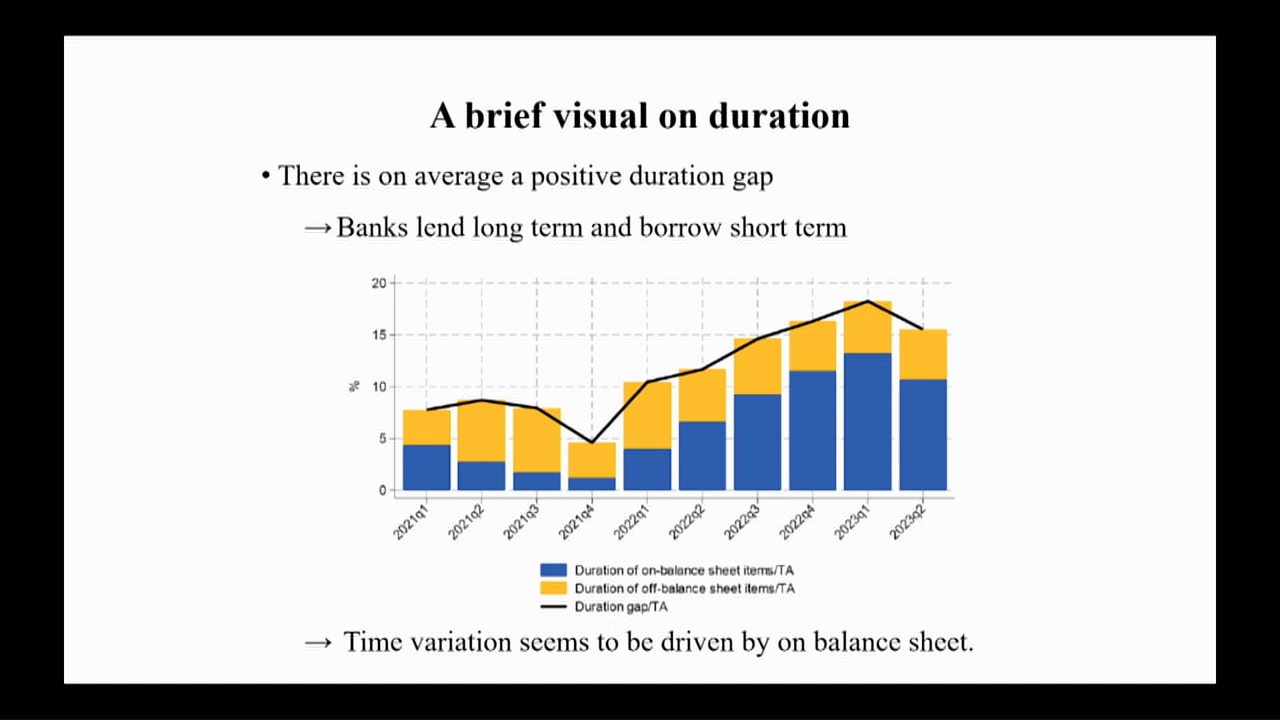 A brief visual on duration
• There is on average a positive duration gap
→ Banks lend long term and borrow short term
20
15
10
5
0
%
2021q1
2021q2
2021q3
2021q4
2022q1
2022q2
2022q3
2022q4
2023q1
2023q2
Duration of on-balance sheet items/TA
Duration of off-balance sheet items/TA
Duration gap/TA
→ Time variation seems to be driven by on balance sheet.